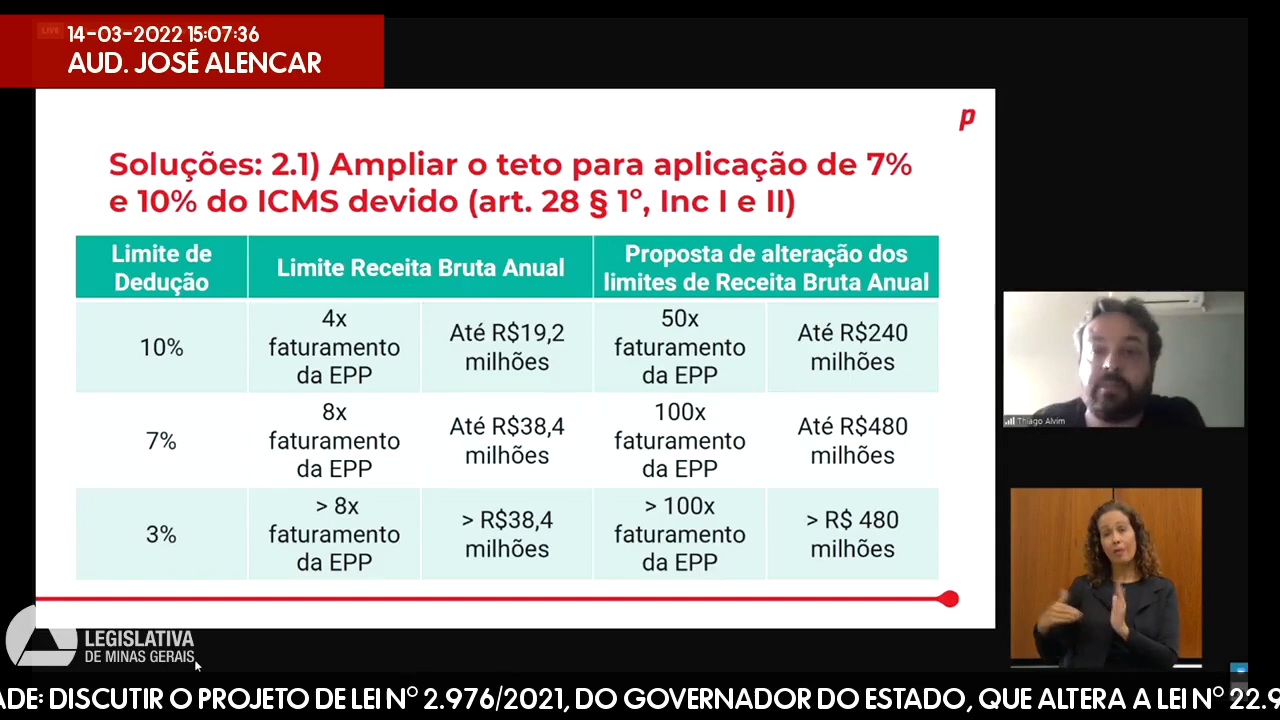 LIVE
14-03-2022 15:07:36
AUD. JOSÉ ALENCAR
p
Soluções: 2.1) Ampliar o teto para aplicação de 7%
e 10% do ICMS devido (art. 28 § 1º, Inc I e II)
Limite de
Dedução
Limite Receita Bruta Anual
Proposta de alteração dos
limites de Receita Bruta Anual
10%
4x
faturamento
da EPP
Até R$19,2
milhões
50x
faturamento
da EPP
Até R$240
milhões
7%
8x
faturamento
da EPP
Até R$38,4
milhões
100x
faturamento
da EPP
Até R$480
milhões
3%
> 8x
faturamento
da EPP
> R$38,4
milhões
> 100x
faturamento
da EPP
> R$ 480
milhões
Thiago Alvim
LEGISLATIVA
DE MINAS GERAIS
ADE: DISCUTIR O PROJETO DE LEI Nº 2.976/2021, DO GOVERNADOR DO ESTADO, QUE ALTERA A LEI Nº 22.9